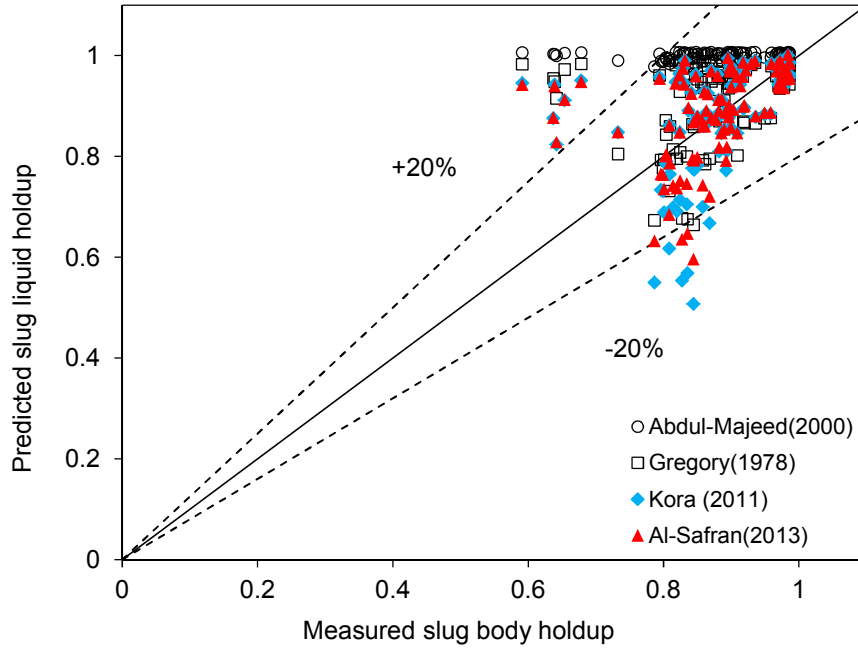 Predicted slug liquid holdup
1
0.8
0.6
0.4
0.2
0
+20%
-20%
Abdul-Majeed(2000)
Gregory(1978)
Kora (2011)
Al-Safran(2013)
0 0.2 0.4 0.6 0.8 1
Measured slug body holdup